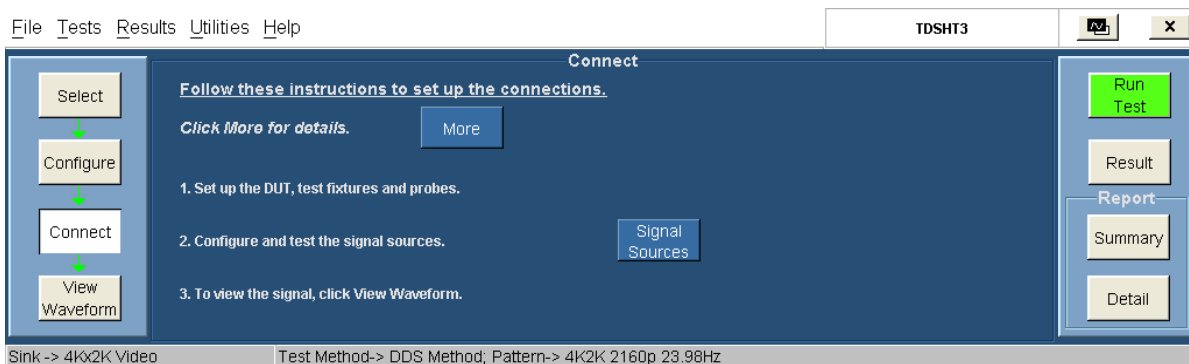 File Tests Results Utilities Help
TDSHT3
x
Connect
Select
Configure
Connect
View
Waveform
Follow these instructions to set up the connections.
Click More for details.
More
1. Set up the DUT, test fixtures and probes.
2. Configure and test the signal sources.
Signal
Sources
3. To view the signal, click View Waveform.
Run
Test
Result
Report
Summary
Detail
Sink -> 4Kx2K Video
Test Method-> DDS Method; Pattern-> 4K2K 2160p 23.98Hz